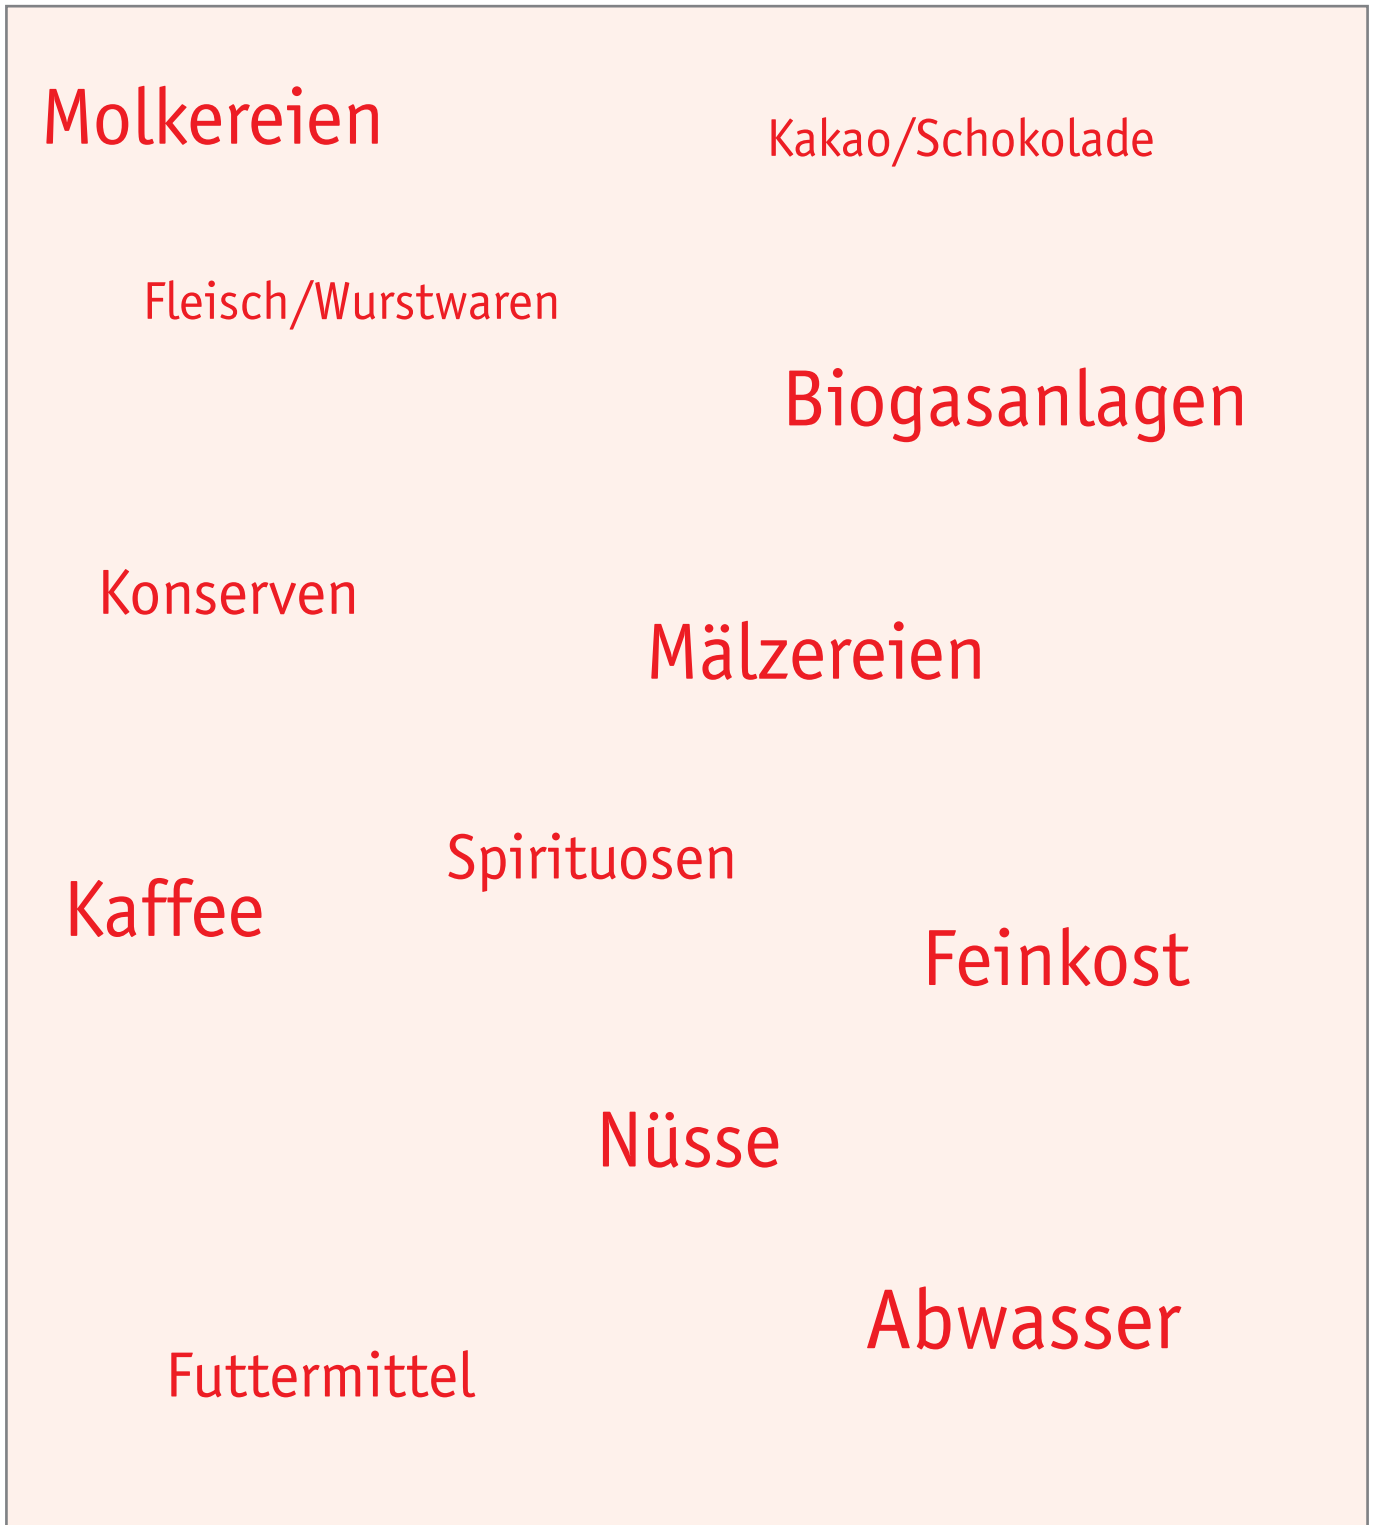 Molkereien
Kakao/Schokolade
Fleisch/Wurstwaren
Biogasanlagen
Konserven
Mälzereien
Spirituosen
Kaffee
Feinkost
Nüsse
Abwasser
Futtermittel